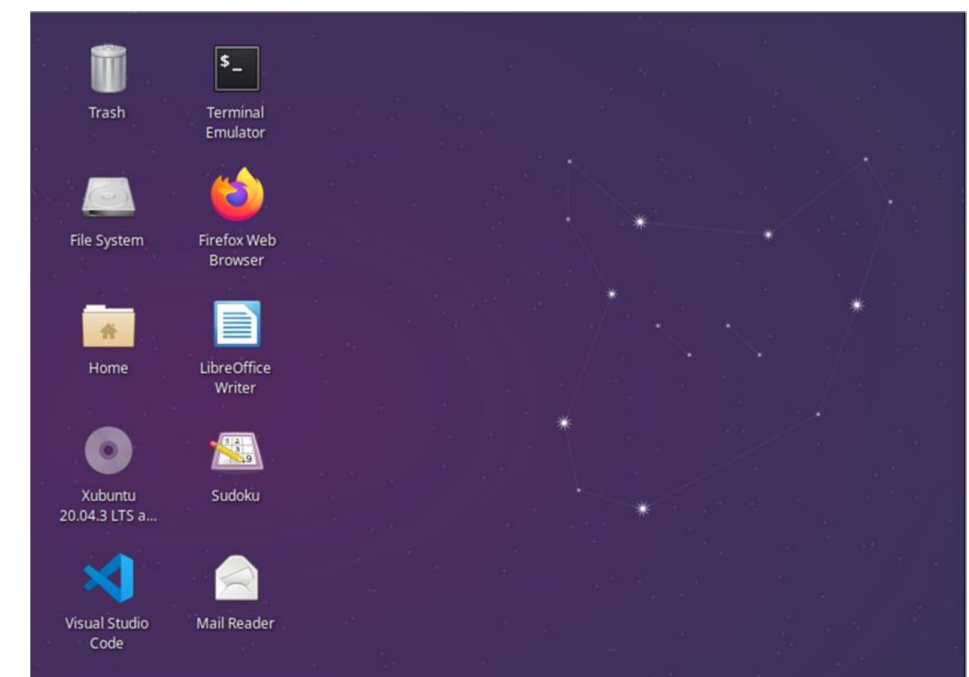 Trash
$_
Terminal
Emulator
File System
Firefox Web
Browser
Home
LibreOffice
Writer
Xubuntu
20.04.3 LTS a...
Sudoku
Visual Studio
Code
Mail Reader